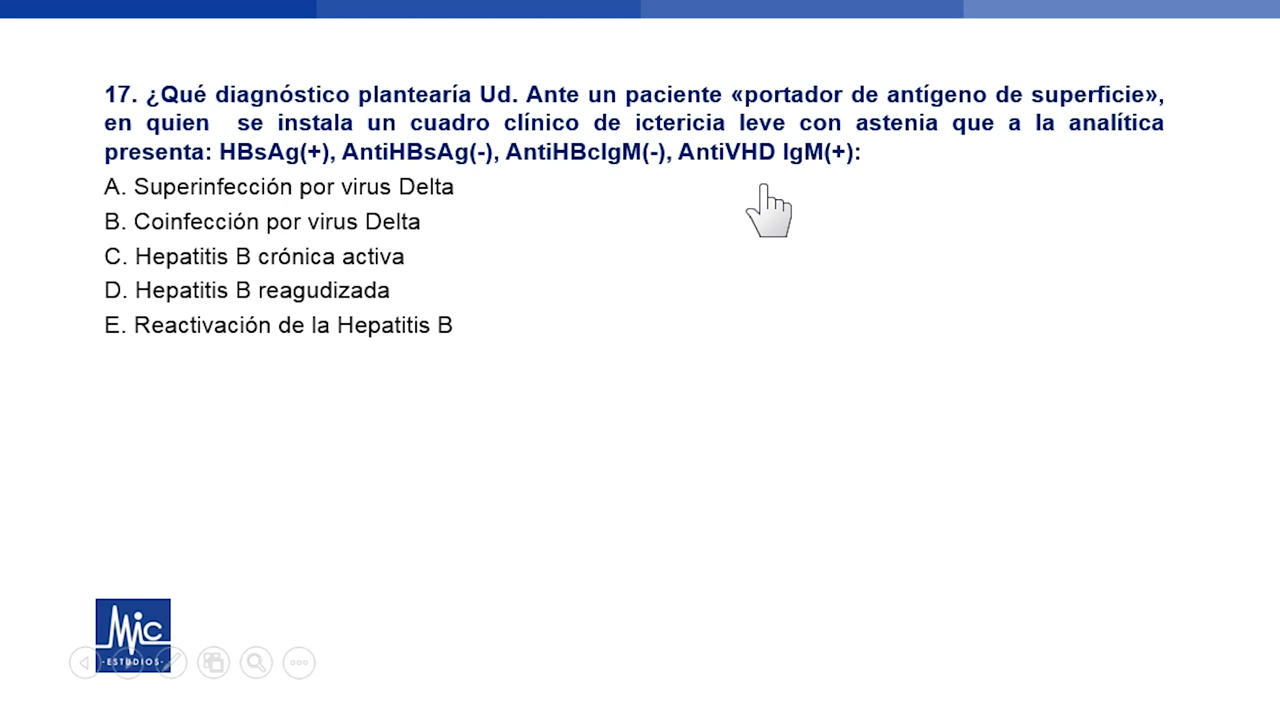 17. ¿Qué diagnóstico plantearía Ud. Ante un paciente «portador de antígeno de superficie»,
en quien se instala un cuadro clínico de ictericia leve con astenia que a la analítica
presenta: HBsAg(+), AntiHBsAg(-), AntiHBcIgM(-), AntiVHD IgM(+):
A. Superinfección por virus Delta
B. Coinfección por virus Delta
C. Hepatitis B crónica activa
D. Hepatitis B reagudizada
E. Reactivación de la Hepatitis B
Mic
-ESTUDIOS-